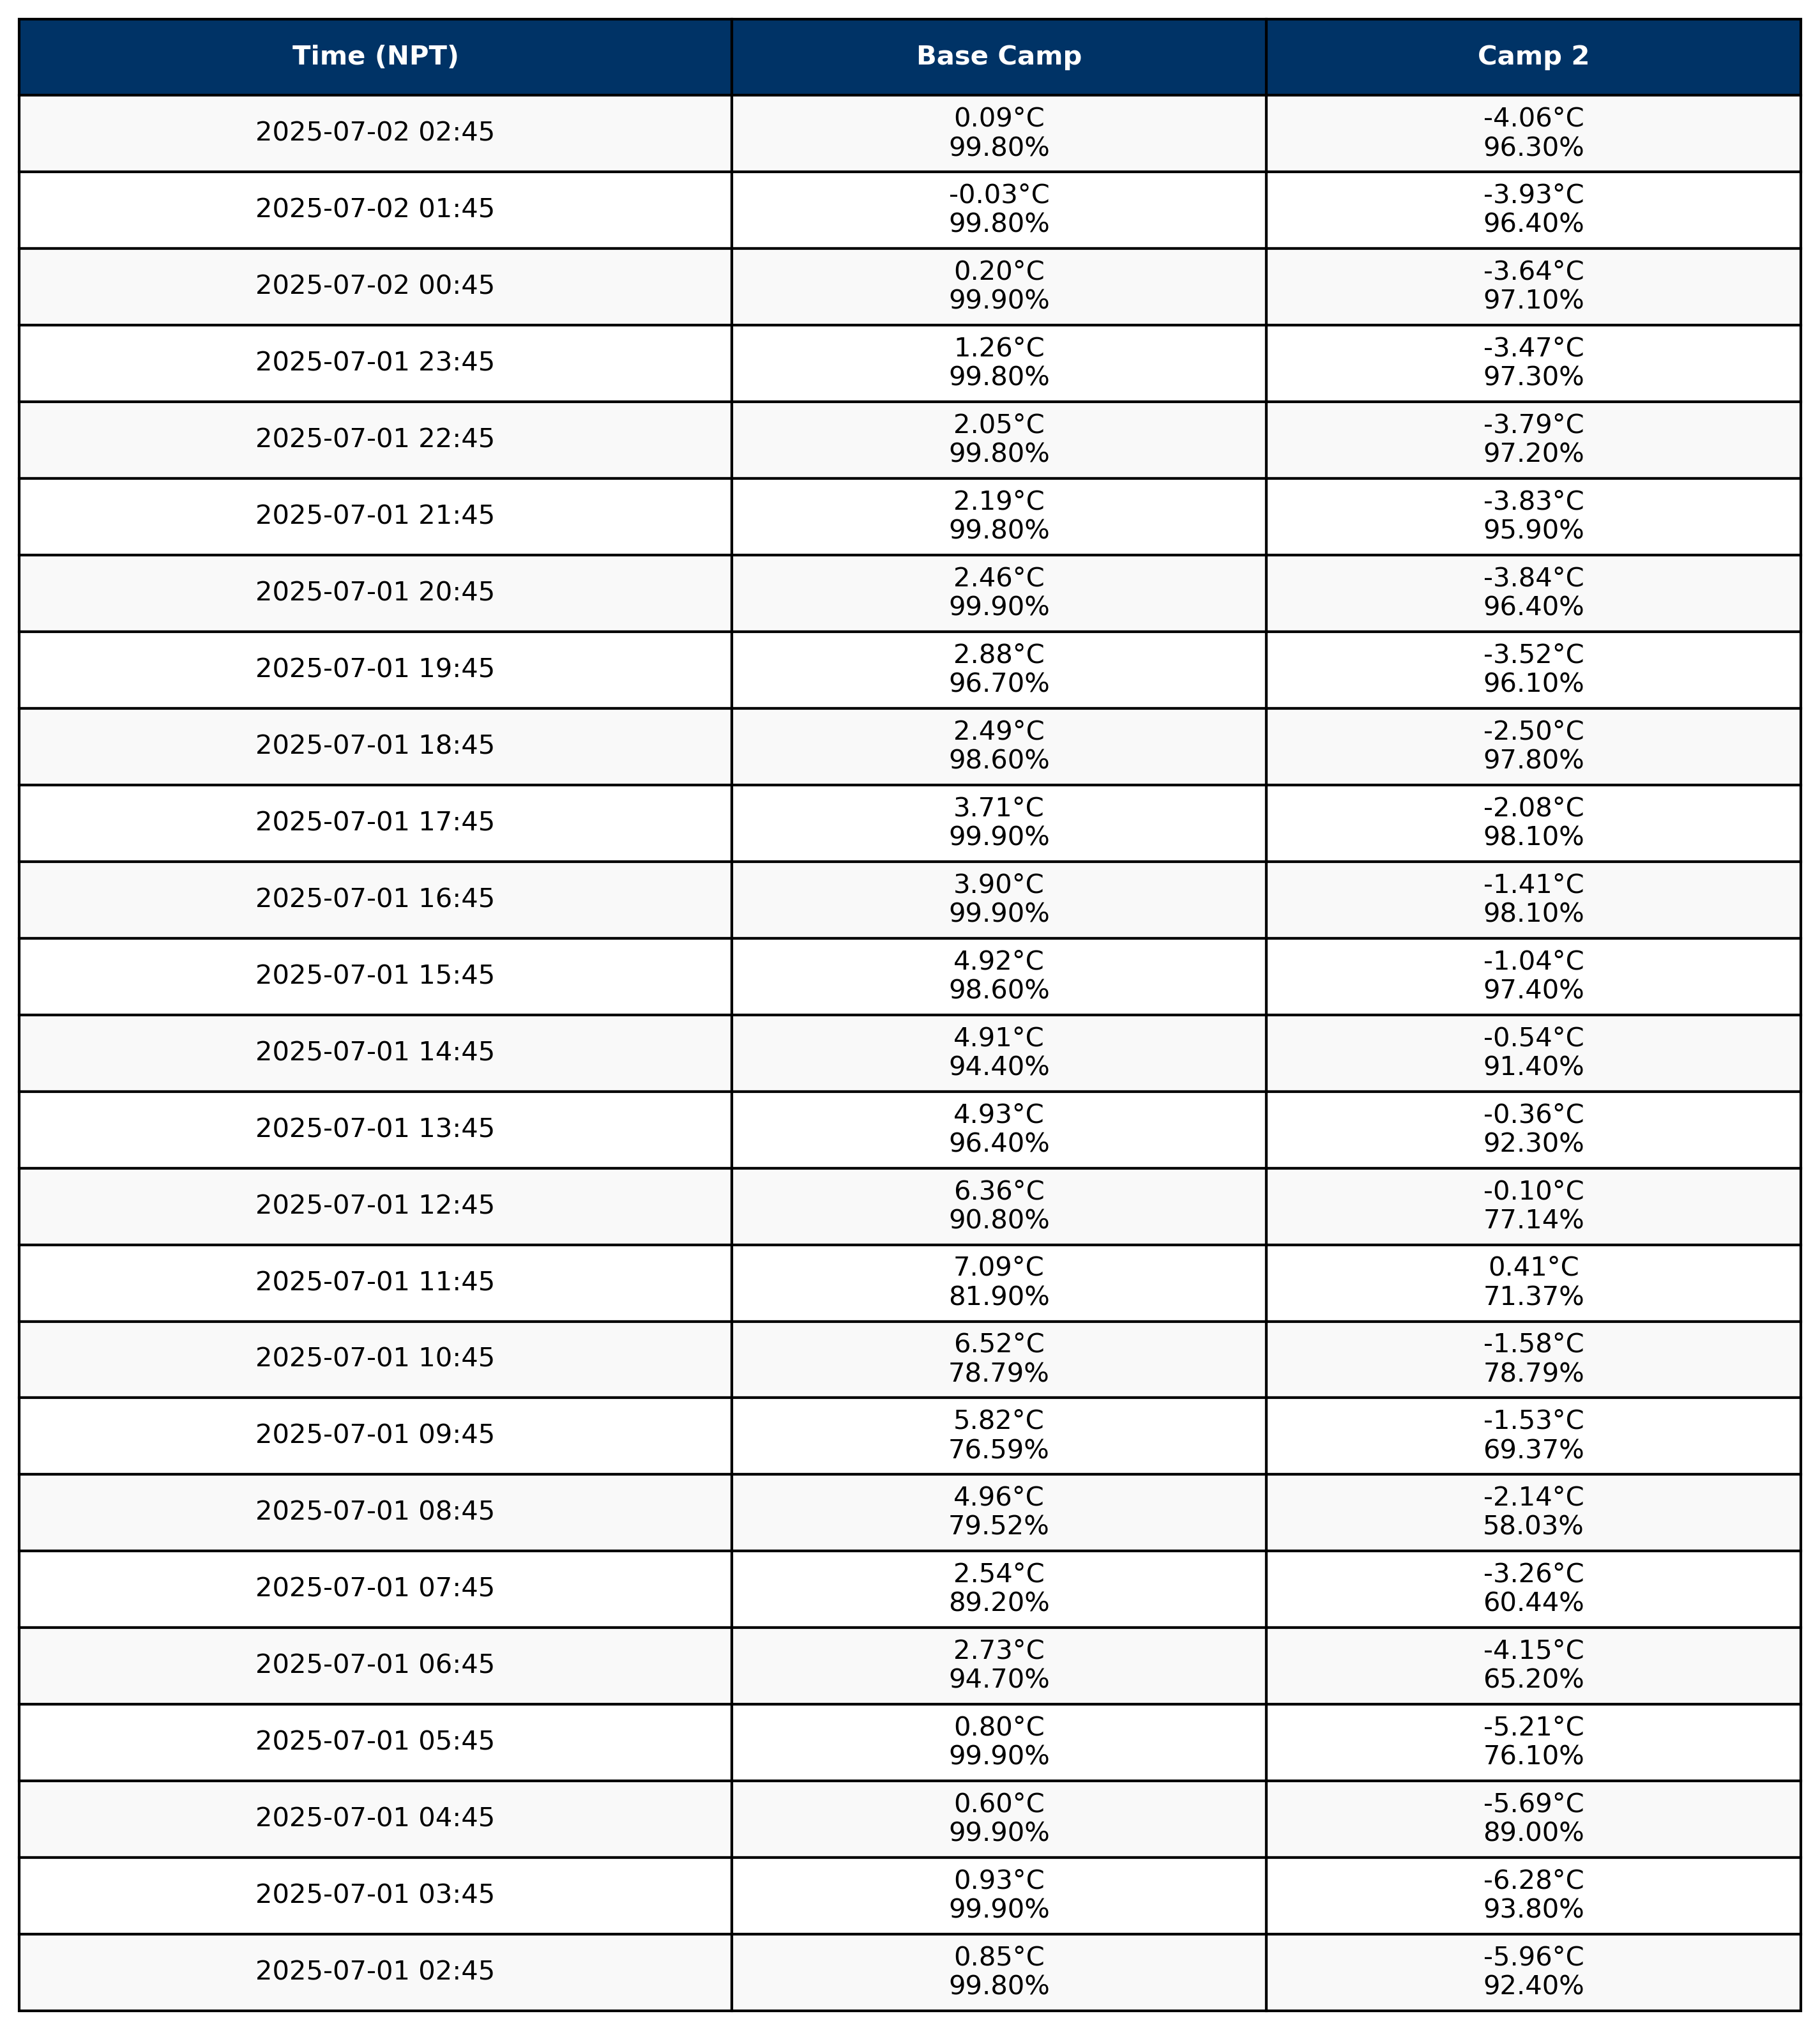 Time (NPT) Base Camp Camp 2
0.09°C -4.06°C
2025-07-02 02:45
99.80% 96.30%
-0.03°C -3.93°C
2025-07-02 01:45
99.80% 96.40%
0.20°C -3.64°C
2025-07-02 00:45
99.90% 97.10%
1.26°C -3.47°C
2025-07-01 23:45
99.80% 97.30%
2.05°C -3.79°C
2025-07-01 22:45
99.80% 97.20%
2.19°C -3.83°C
2025-07-01 21:45
99.80% 95.90%
2.46°C -3.84°C
2025-07-01 20:45
99.90% 96.40%
2.88°C -3.52°C
2025-07-01 19:45
96.70% 96.10%
2.49°C -2.50°C
2025-07-01 18:45
98.60% 97.80%
3.71°C -2.08°C
2025-07-01 17:45
99.90% 98.10%
3.90°C -1.41°C
2025-07-01 16:45
99.90% 98.10%
4.92°C -1.04°C
2025-07-01 15:45
98.60% 97.40%
4.91°C -0.54°C
2025-07-01 14:45
94.40% 91.40%
4.93°C -0.36°C
2025-07-01 13:45
96.40% 92.30%
6.36°C -0.10°C
2025-07-01 12:45
90.80% 77.14%
7.09°C 0.41°C
2025-07-01 11:45
81.90% 71.37%
6.52°C -1.58°C
2025-07-01 10:45
78.79% 78.79%
5.82°C -1.53°C
2025-07-01 09:45
76.59% 69.37%
4.96°C -2.14°C
2025-07-01 08:45
79.52% 58.03%
2.54°C -3.26°C
2025-07-01 07:45
89.20% 60.44%
2.73°C -4.15°C
2025-07-01 06:45
94.70% 65.20%
0.80°C -5.21°C
2025-07-01 05:45
99.90% 76.10%
0.60°C -5.69°C
2025-07-01 04:45
99.90% 89.00%
0.93°C -6.28°C
2025-07-01 03:45
99.90% 93.80%
0.85°C -5.96°C
2025-07-01 02:45
99.80% 92.40%